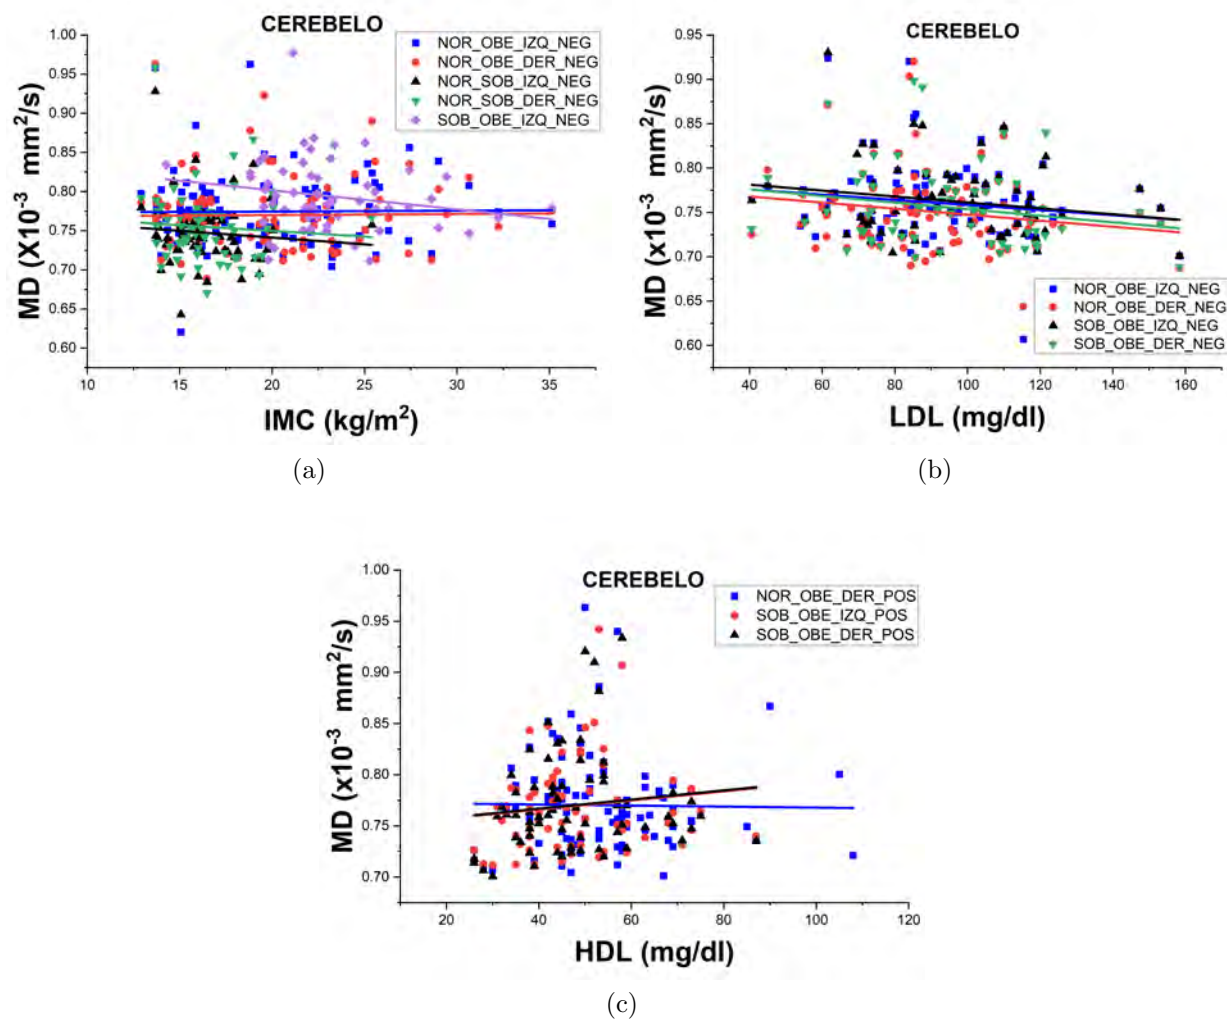 CEREBELO
NOR_OBE_IZQ_NEG
NOR_OBE_DER_NEG
NOR_SOB_IZQ_NEG
NOR_SOB_DER_NEG
SOB_OBE_IZQ_NEG
MD (X10⁻³ mm²/s)
1.00
0.95
0.90
0.85
0.80
0.75
0.70
0.65
0.60
10
15
20
25
30
35
IMC (kg/m²)
(a)
CEREBELO
NOR_OBE_IZQ_NEG
NOR_OBE_DER_NEG
SOB_OBE_IZQ_NEG
SOB_OBE_DER_NEG
MD (x10⁻³ mm²/s)
0.95
0.90
0.85
0.80
0.75
0.70
0.65
0.60
40
60
80
100
120
140
160
LDL (mg/dl)
(b)
CEREBELO
NOR_OBE_DER_POS
SOB_OBE_IZQ_POS
SOB_OBE_DER_POS
MD (x10⁻³ mm²/s)
1.00
0.95
0.90
0.85
0.80
0.75
0.70
20
40
60
80
100
120
HDL (mg/dl)
(c)